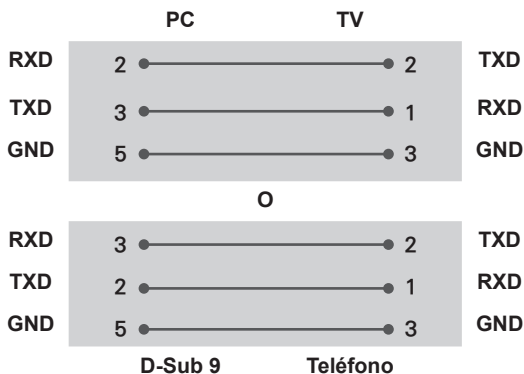 PC TV
RXD 2 2 TXD
TXD 3 1 RXD
GND 5 3 GND
O
RXD 3 2 TXD
TXD 2 1 RXD
GND 5 3 GND
D-Sub 9 Teléfono